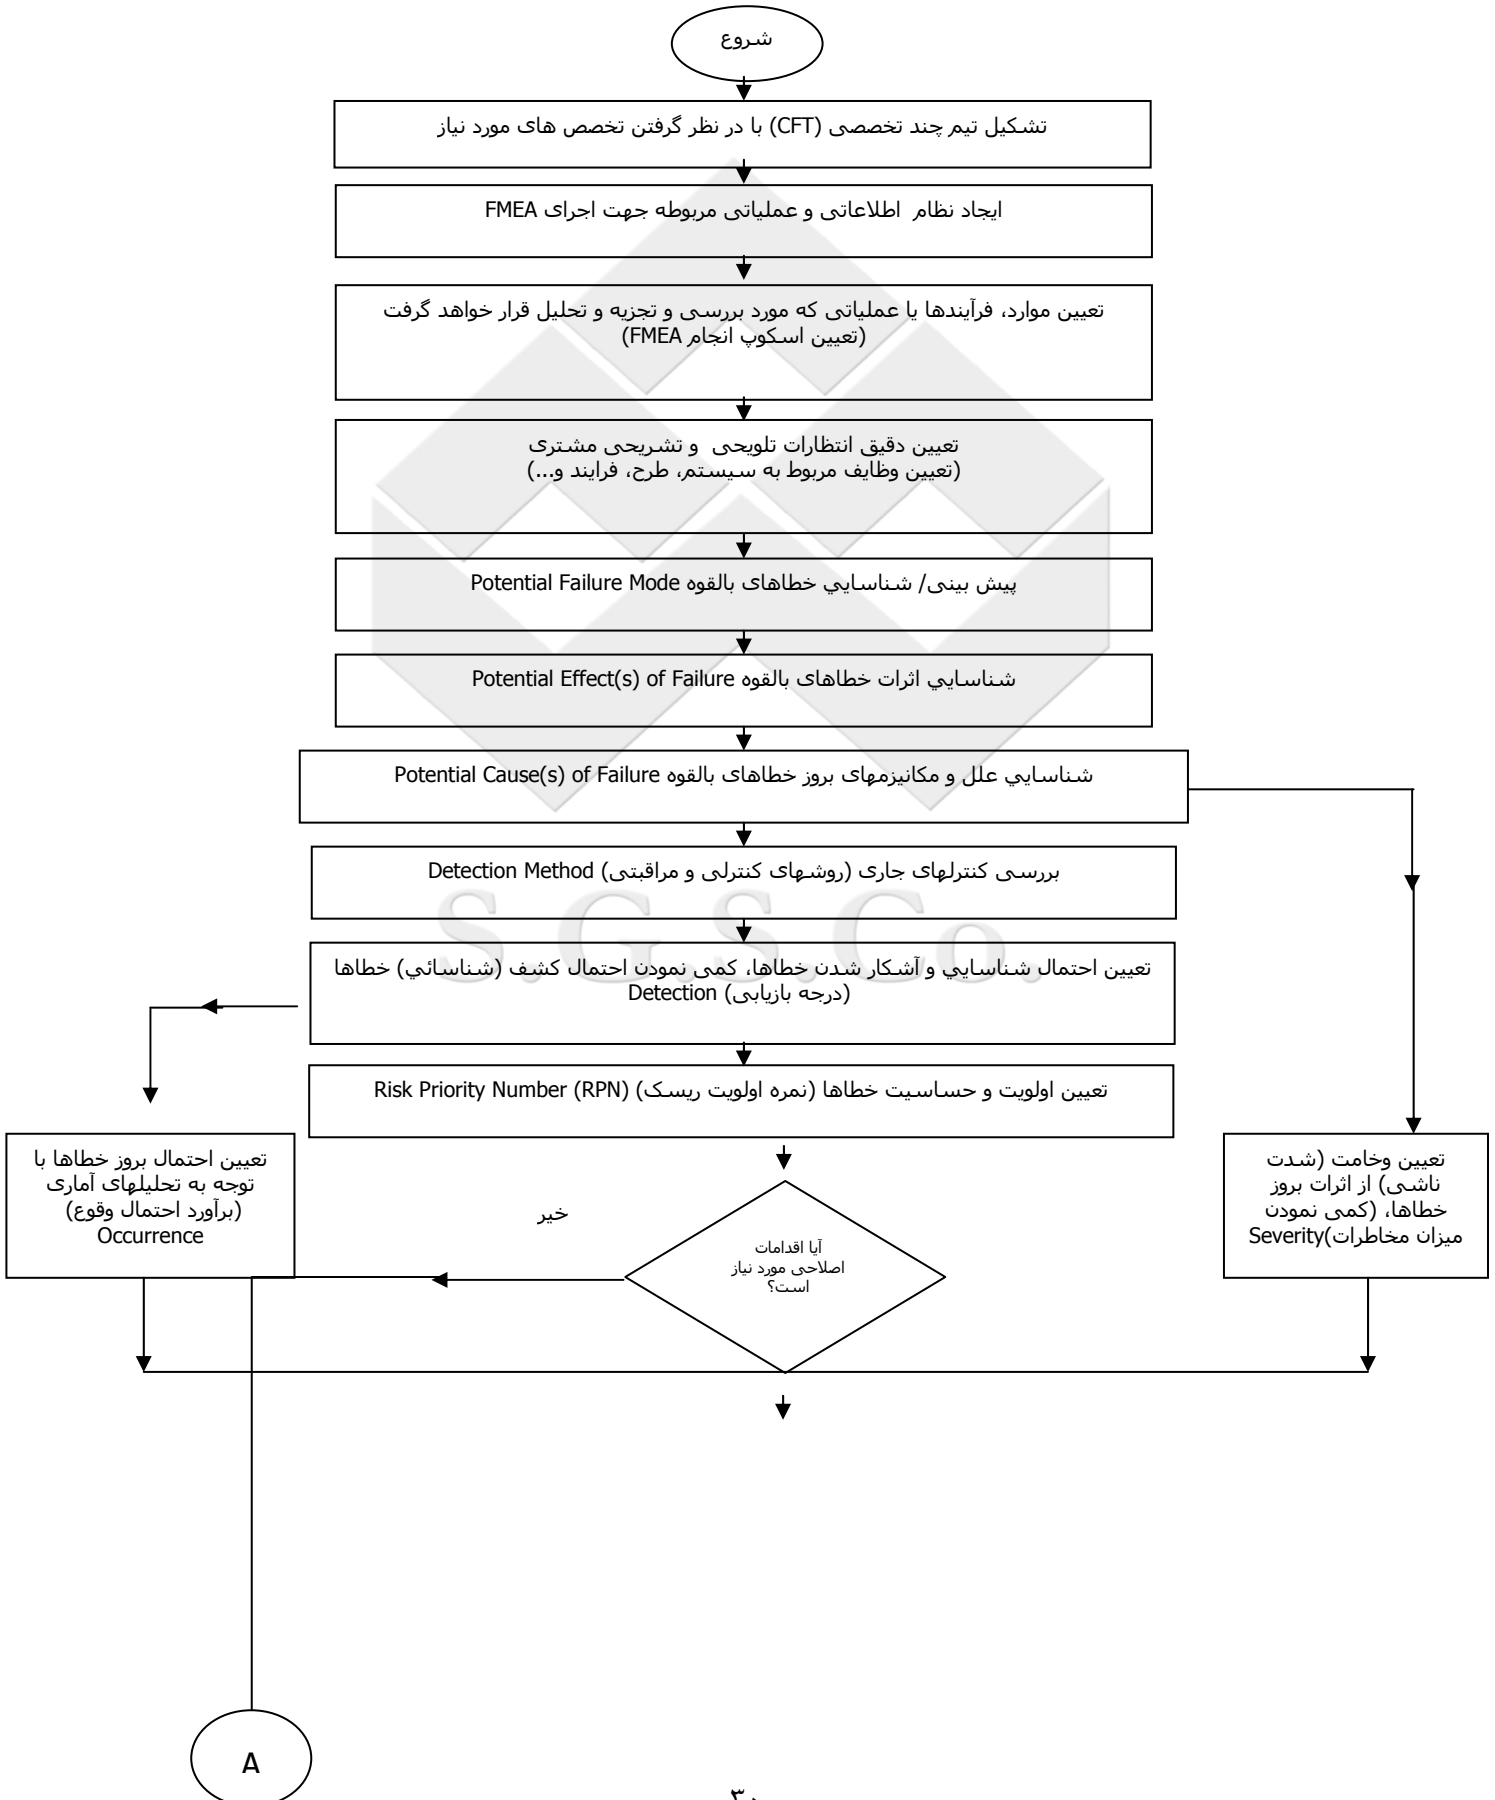 شروع
تشکیل تیم چند تخصصی (CFT) با در نظر گرفتن تخصص های مورد نیاز
ایجاد نظام اطلاعاتی و عملیاتی مربوطه جهت اجرای FMEA
تعیین موارد، فرآیندها یا عملیاتی که مورد بررسی و تجزیه و تحلیل قرار خواهد گرفت
(تعیین اسکوپ انجام FMEA)
تعیین دقیق انتظارات تلویحی و تشریحی مشتری
(تعیین وظایف مربوط به سیستم، طرح، فرایند و...)
پیش بینی/ شناسایي خطاهای بالقوه Potential Failure Mode
شناسایي اثرات خطاهای بالقوه Potential Effect(s) of Failure
شناسایي علل و مکانیزمهای بروز خطاهای بالقوه Potential Cause(s) of Failure
بررسی کنترلهای جاری (روشهای کنترلی و مراقبتی) Detection Method
S.G.S.Co.
تعیین احتمال شناسایي و آشکار شدن خطاها، کمی نمودن احتمال کشف (شناسائي) خطاها
(درجه بازیابی) Detection
تعیین اولویت و حساسیت خطاها (نمره اولویت ریسک) Risk Priority Number (RPN)
تعیین وخامت (شدت
ناشی) از اثرات بروز
خطاها، (کمی نمودن
میزان مخاطرات)Severity
تعیین احتمال بروز خطاها با
توجه به تحلیلهای آماری
(برآورد احتمال وقوع)
Occurrence
خیر
آیا اقدامات
اصلاحی مورد نیاز
است؟
A
۳۰